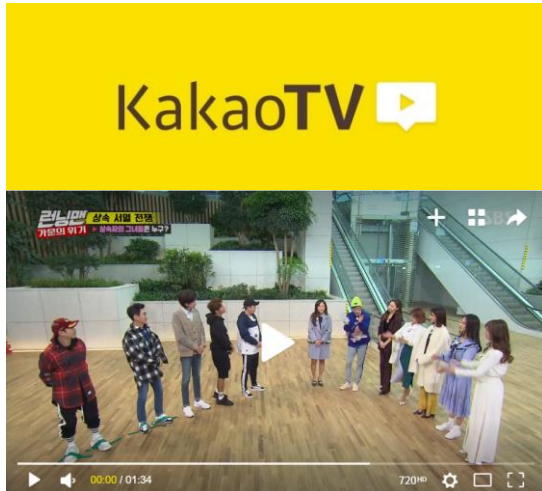 KakaoTV
런닝맨 상속 서열 전쟁
가문의 위기 ▶ 상속자의 그녀들은 누구?
SBS
00:00 / 01:34
720HD